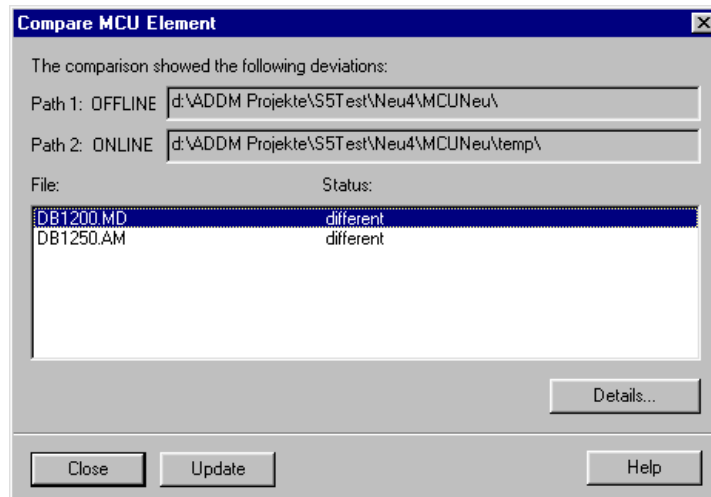 Compare MCU Element
The comparison showed the following deviations:
Path 1: OFFLINE d:\ADDM Projekte\S5Test\Neu4\MCUNeu\
Path 2: ONLINE d:\ADDM Projekte\S5Test\Neu4\MCUNeu\temp\
File: Status:
DB1200.MD different
DB1250.AM different
Details...
Close Update Help